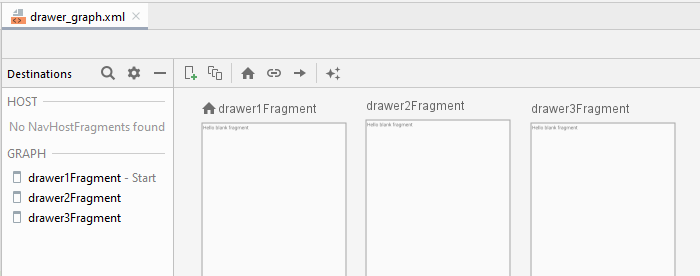 drawer_graph.xml
Destinations
HOST
No NavHostFragments found
GRAPH
drawer1Fragment - Start
drawer2Fragment
drawer3Fragment
drawer1Fragment
Hello blank fragment
drawer2Fragment
Hello blank fragment
drawer3Fragment
Hello blank fragment